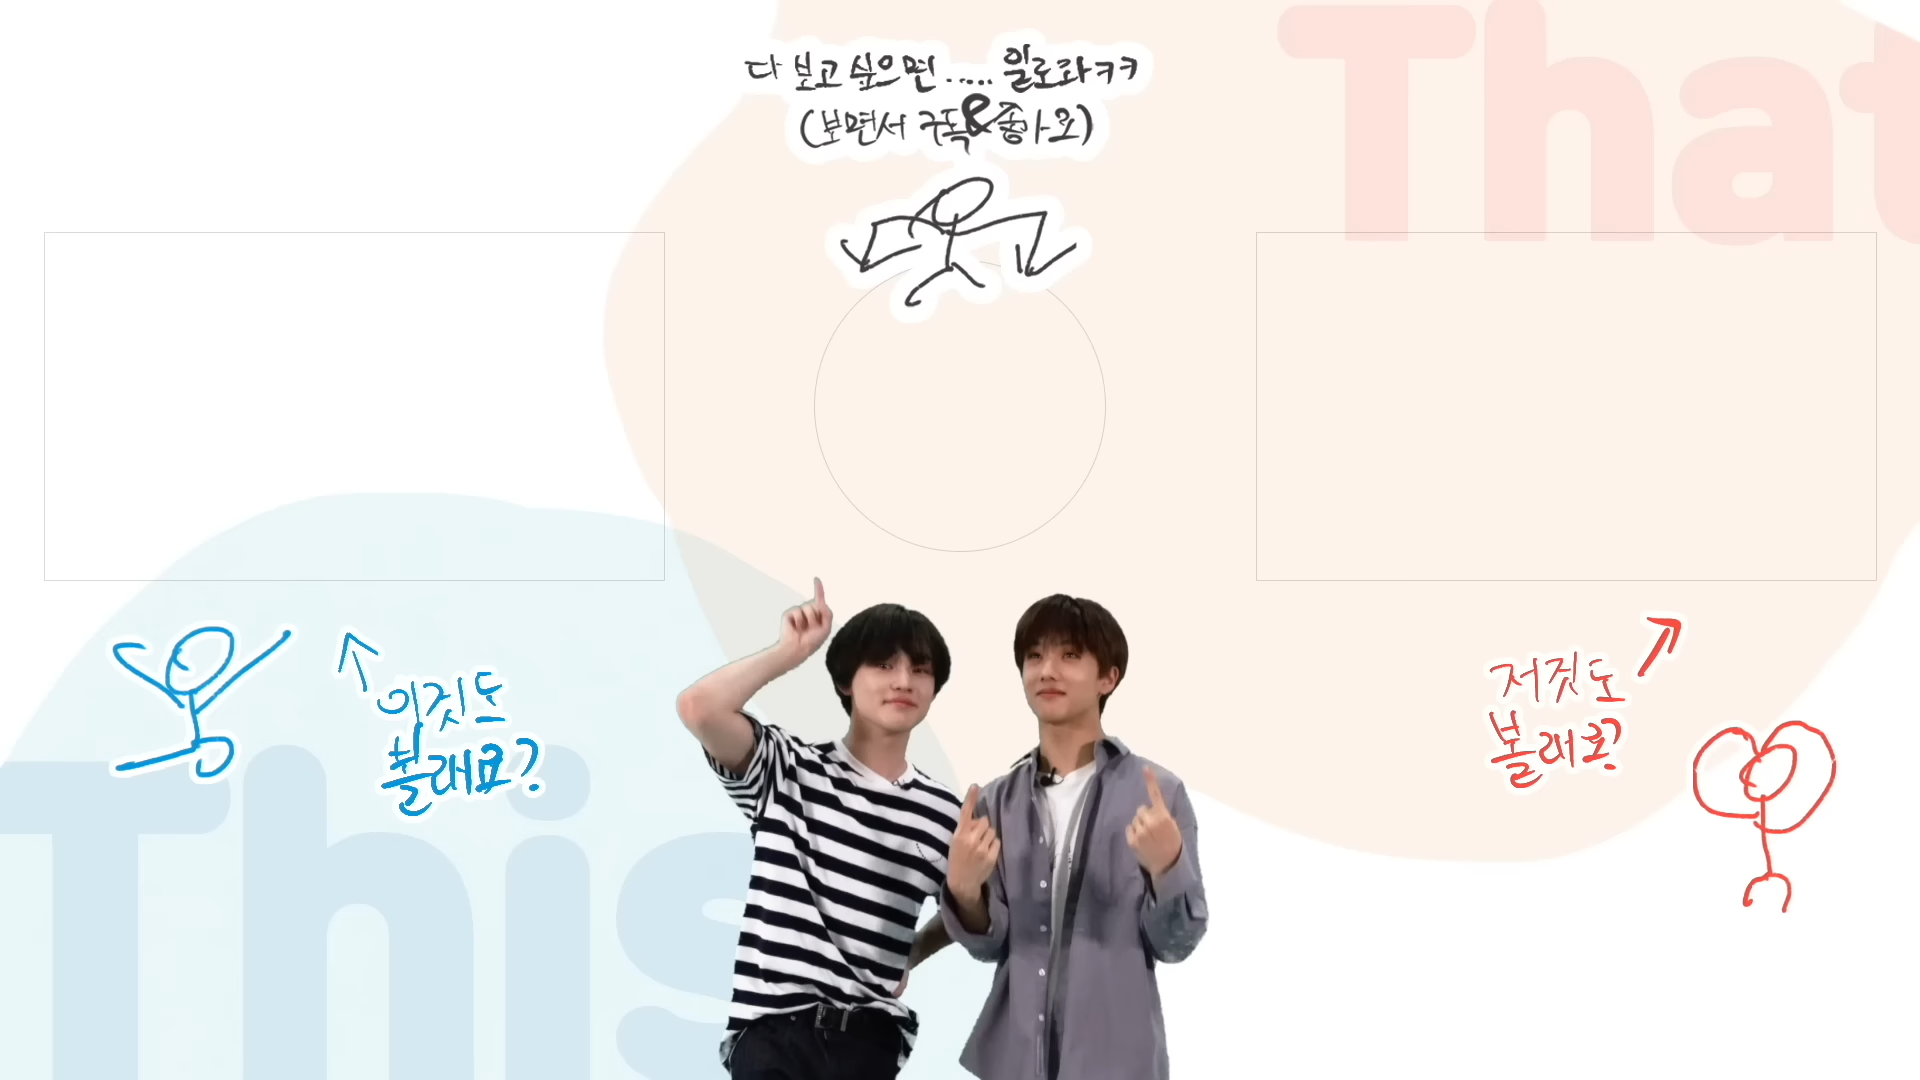 다 보고 싶으면..... 일로와ㅋㅋ
(보면서 구독&좋아요)
That
이것도
볼래요?
저것도
볼래요?
This